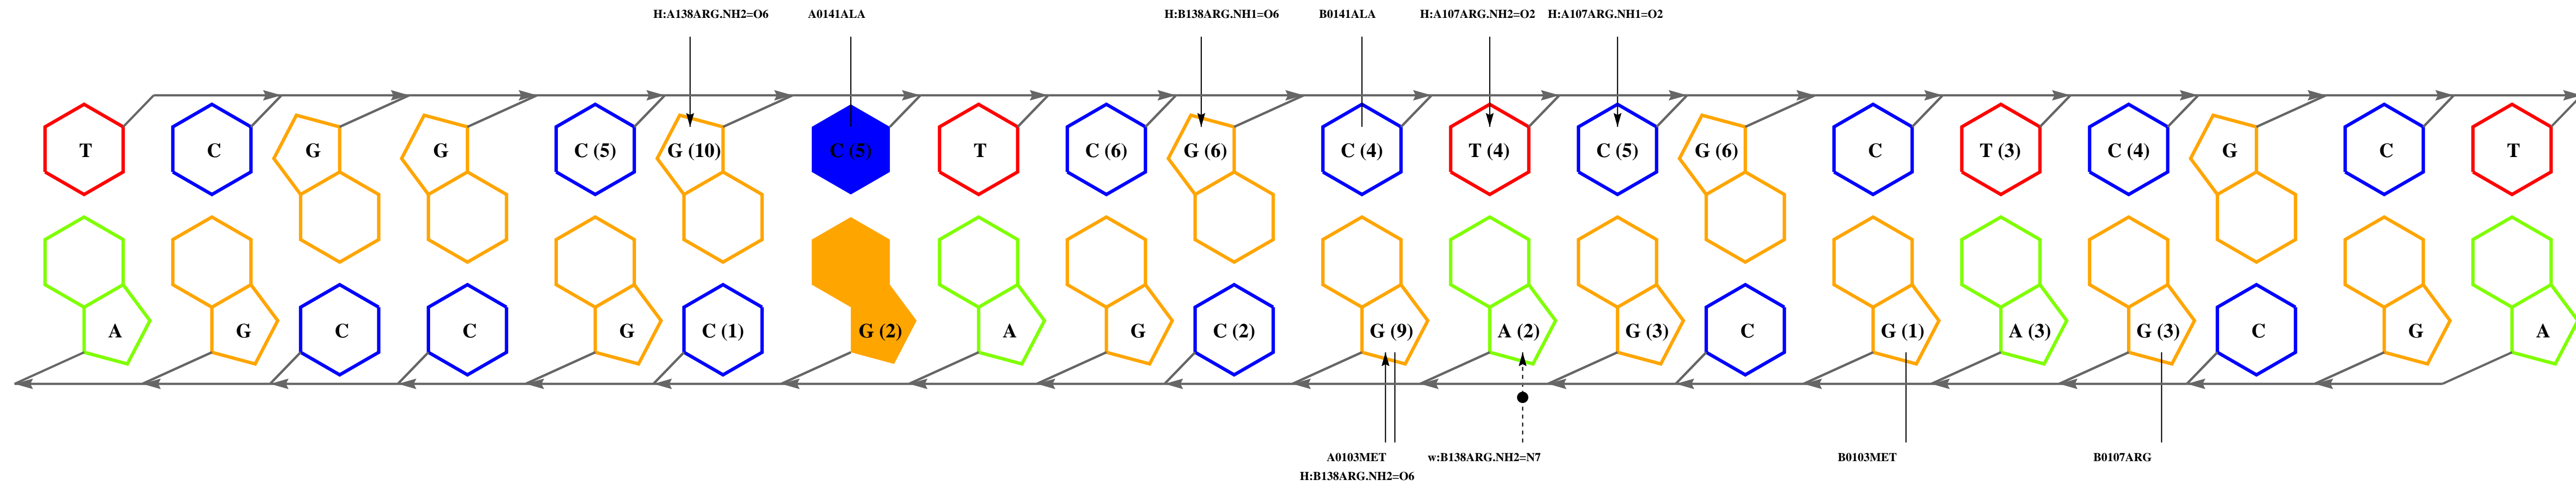 H:A138ARG.NH2=O6 A0141ALA H:B138ARG.NH1=O6 B0141ALA H:A107ARG.NH2=O2 H:A107ARG.NH1=O2
T C G G C (5) G (10) C (5) T C (6) G (6) C (4) T (4) C (5) G (6) C T (3) C (4) G C T
A G C C G C (1) G (2) A G C (2) G (9) A (2) G (3) C G (1) A (3) G (3) C G A
A0103MET w:B138ARG.NH2=N7 B0103MET B0107ARG
H:B138ARG.NH2=O6